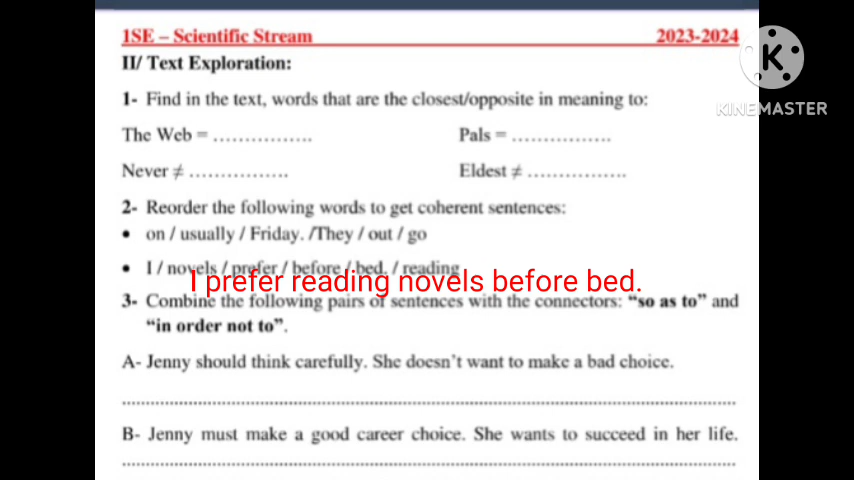 1SE – Scientific Stream 2023-2024
II/ Text Exploration:
1- Find in the text, words that are the closest/opposite in meaning to:
The Web = ................ Pals = ................
Never ≠ ................ Eldest ≠ ................
2- Reorder the following words to get coherent sentences:
• on / usually / Friday. /They / out / go
• I / novels / prefer / before / bed. / reading
I prefer reading novels before bed.
3- Combine the following pairs of sentences with the connectors: “so as to” and
“in order not to”.
A- Jenny should think carefully. She doesn’t want to make a bad choice.
B- Jenny must make a good career choice. She wants to succeed in her life.
K
KINEMASTER